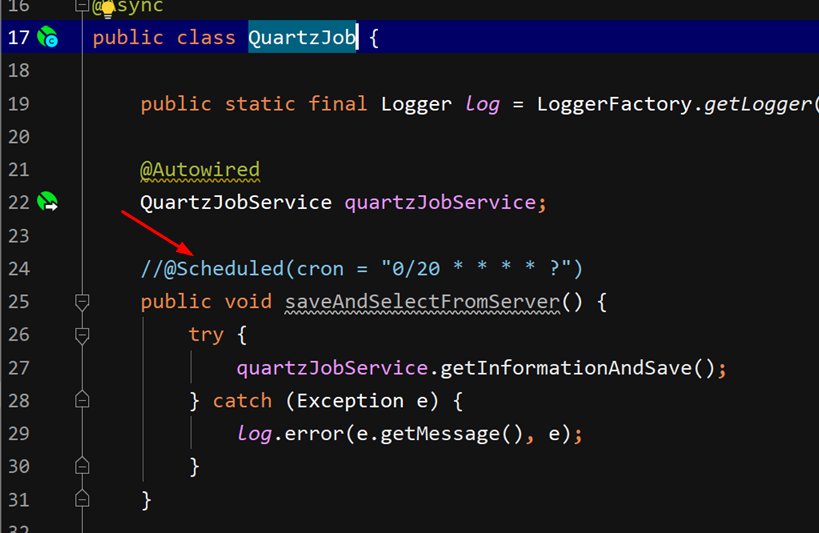 16 @Async
17 public class QuartzJob {
18
19 public static final Logger log = LoggerFactory.getLogger(
20
21 @Autowired
22 QuartzJobService quartzJobService;
23
24 //@Scheduled(cron = "0/20 * * * * ?")
25 public void saveAndSelectFromServer() {
26 try {
27 quartzJobService.getInformationAndSave();
28 } catch (Exception e) {
29 log.error(e.getMessage(), e);
30 }
31 }
32